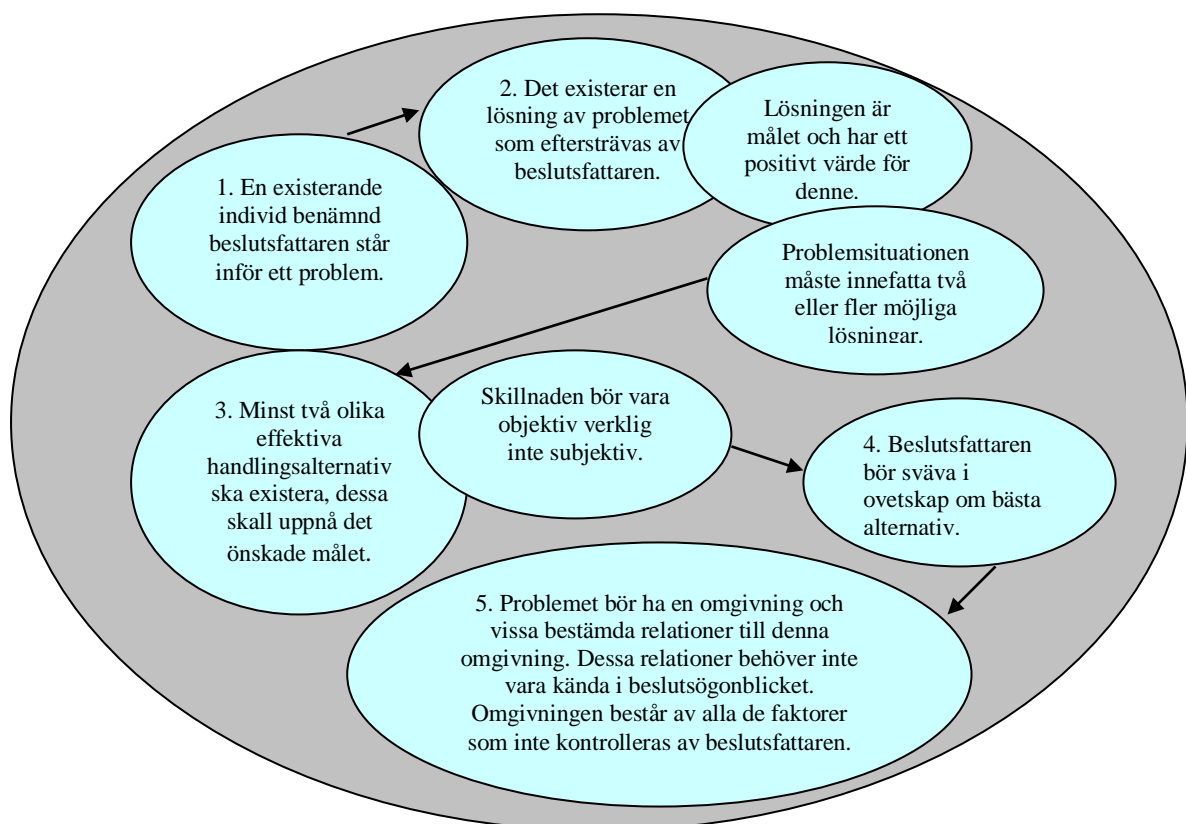 1. En existerande
individ benämnd
beslutsfattaren står
inför ett problem.
2. Det existerar en
lösning av problemet
som eftersträvas av
beslutsfattaren.
Lösningen är
målet och har ett
positivt värde för
denne.
Problemsituationen
måste innefatta två
eller fler möjliga
lösningar.
3. Minst två olika
effektiva
handlingsalternativ
ska existera, dessa
skall uppnå det
önskade målet.
Skillnaden bör vara
objektiv verklig
inte subjektiv.
4. Beslutsfattaren
bör sväva i
ovetskap om bästa
alternativ.
5. Problemet bör ha en omgivning och
vissa bestämda relationer till denna
omgivning. Dessa relationer behöver inte
vara kända i beslutsögonblicket.
Omgivningen består av alla de faktorer
som inte kontrolleras av beslutsfattaren.